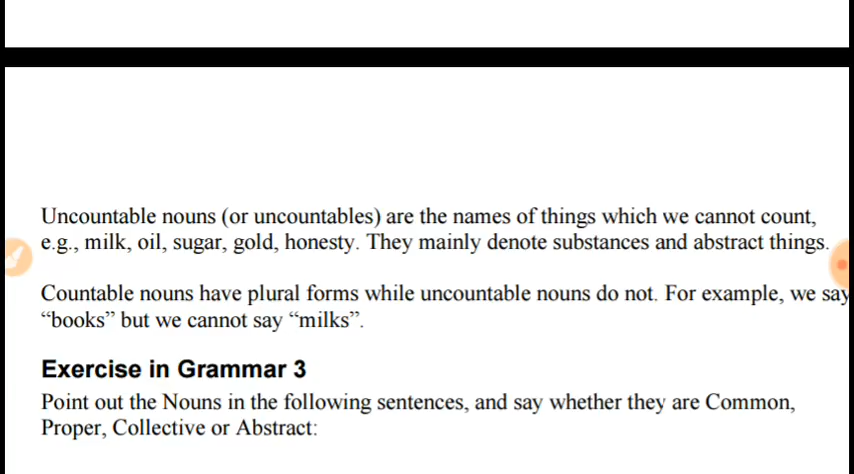 Uncountable nouns (or uncountables) are the names of things which we cannot count,
e.g., milk, oil, sugar, gold, honesty. They mainly denote substances and abstract things.
Countable nouns have plural forms while uncountable nouns do not. For example, we say
“books” but we cannot say “milks”.
Exercise in Grammar 3
Point out the Nouns in the following sentences, and say whether they are Common,
Proper, Collective or Abstract: